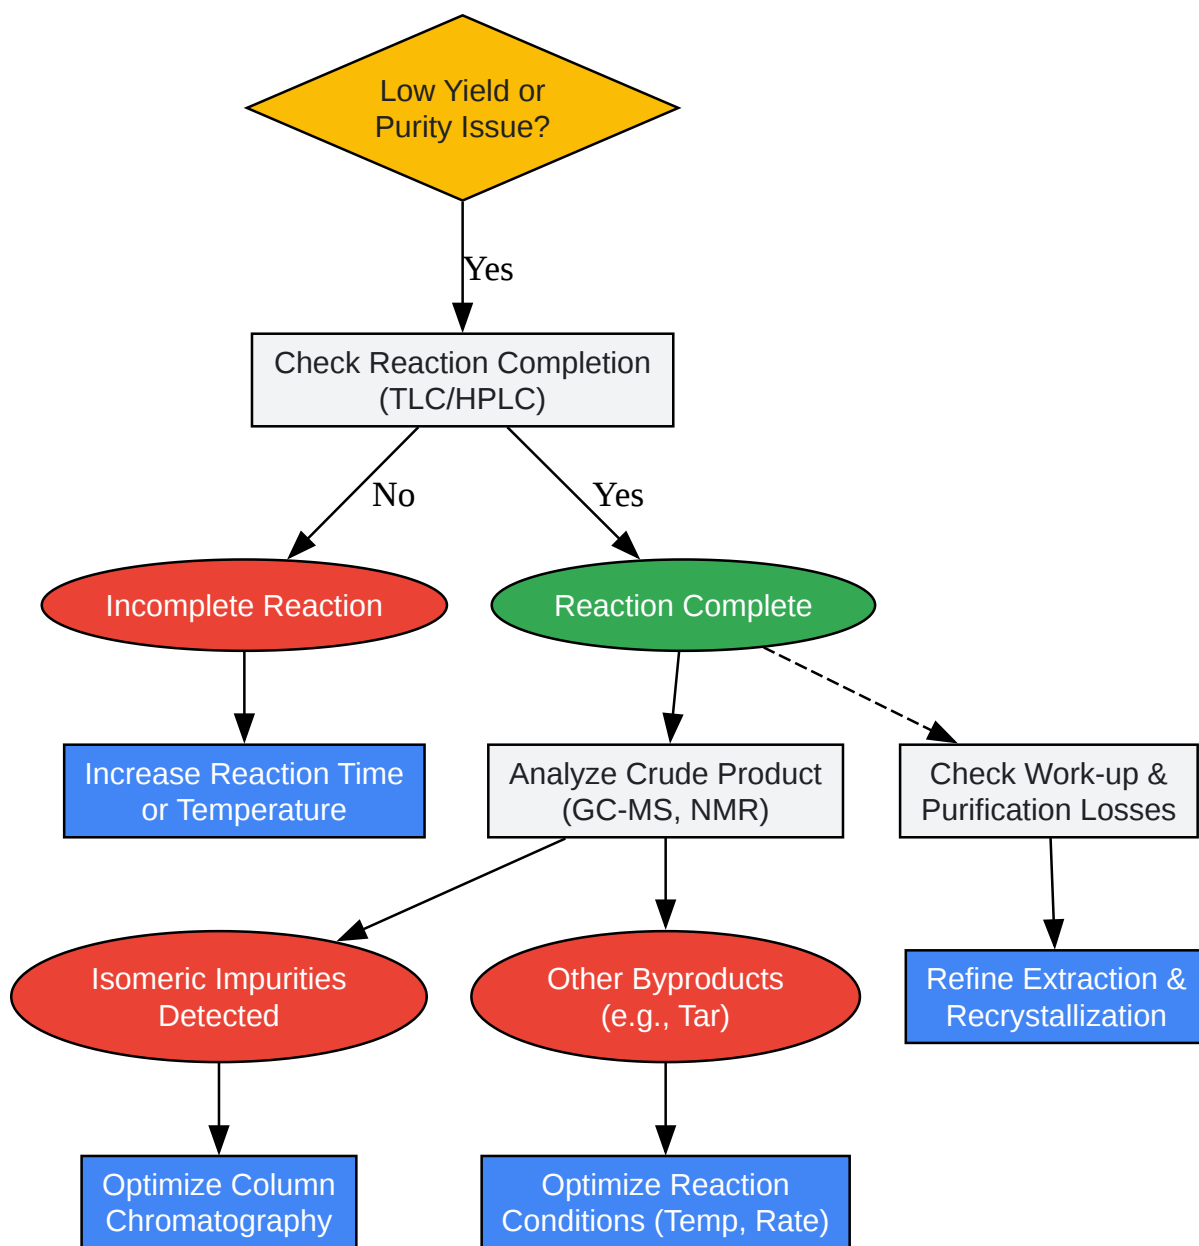 Low Yield or
Purity Issue?
Yes
Check Reaction Completion
(TLC/HPLC)
No
Yes
Incomplete Reaction
Reaction Complete
Increase Reaction Time
or Temperature
Analyze Crude Product
(GC-MS, NMR)
Check Work-up &
Purification Losses
Isomeric Impurities
Detected
Other Byproducts
(e.g., Tar)
Refine Extraction &
Recrystallization
Optimize Column
Chromatography
Optimize Reaction
Conditions (Temp, Rate)